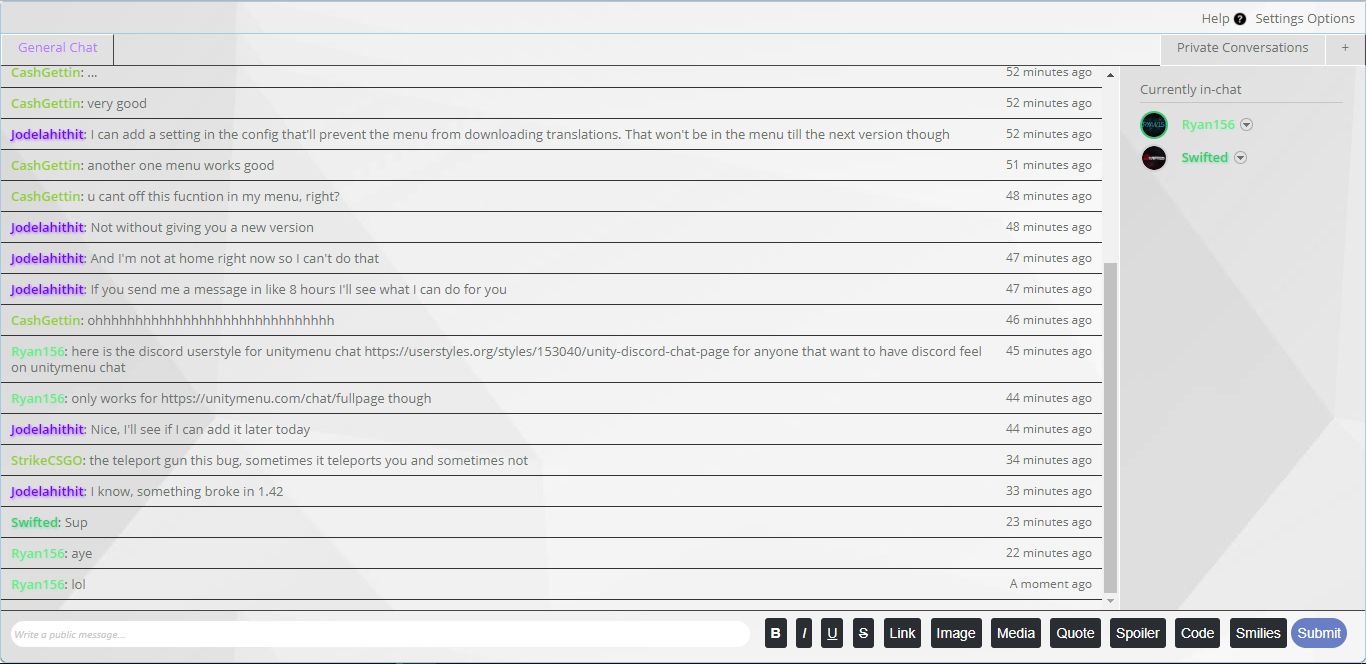 Help ? Settings Options
General Chat
Private Conversations +
CashGettin: ... 52 minutes ago
CashGettin: very good 52 minutes ago
Jodelahithit: I can add a setting in the config that'll prevent the menu from downloading translations. That won't be in the menu till the next version though 52 minutes ago
CashGettin: another one menu works good 51 minutes ago
CashGettin: u cant off this fucntion in my menu, right? 48 minutes ago
Jodelahithit: Not without giving you a new version 48 minutes ago
Jodelahithit: And I'm not at home right now so I can't do that 47 minutes ago
Jodelahithit: If you send me a message in like 8 hours I'll see what I can do for you 47 minutes ago
CashGettin: ohhhhhhhhhhhhhhhhhhhhhhhhhhhhhh 46 minutes ago
Ryan156: here is the discord userstyle for unitymenu chat https://userstyles.org/styles/153040/unity-discord-chat-page for anyone that want to have discord feel 45 minutes ago
on unitymenu chat
Ryan156: only works for https://unitymenu.com/chat/fullpage though 44 minutes ago
Jodelahithit: Nice, I'll see if I can add it later today 44 minutes ago
StrikeCSGO: the teleport gun this bug, sometimes it teleports you and sometimes not 34 minutes ago
Jodelahithit: I know, something broke in 1.42 33 minutes ago
Swifted: Sup 23 minutes ago
Ryan156: aye 22 minutes ago
Ryan156: lol A moment ago
Currently in-chat
Ryan156
Swifted
Write a public message...
B I U S Link Image Media Quote Spoiler Code Smilies Submit